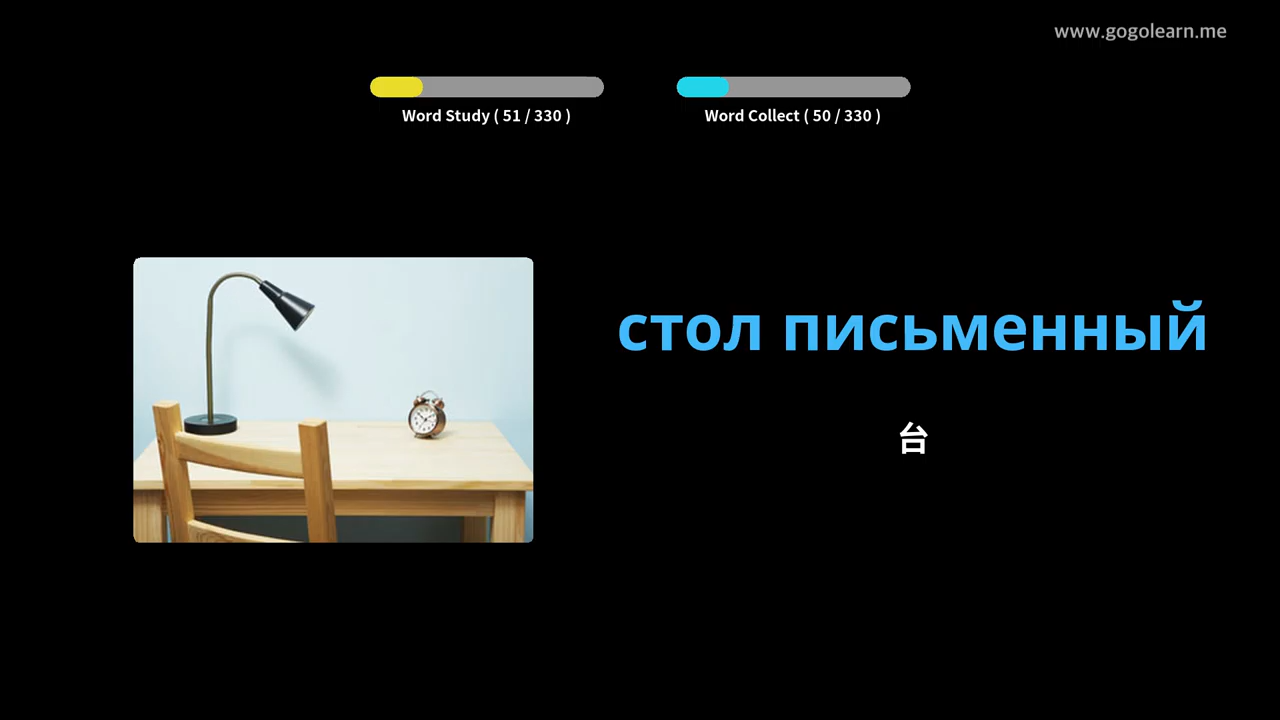 www.gogolearn.me
Word Study ( 51 / 330 )
Word Collect ( 50 / 330 )
стол письменный
台